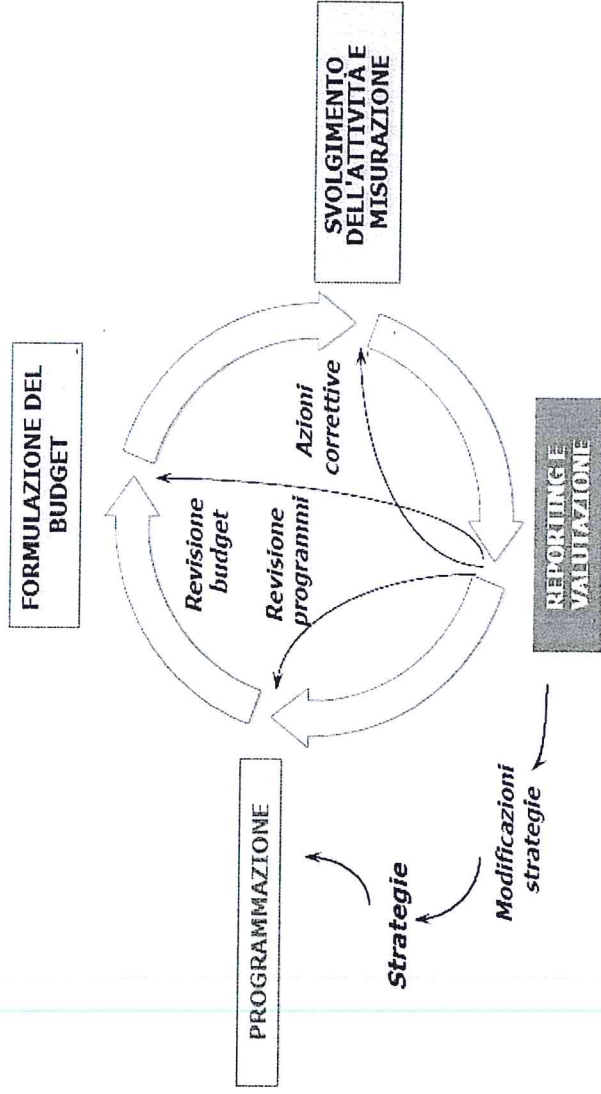 FORMULAZIONE DEL
BUDGET
PROGRAMMAZIONE
Revisione
budget
Revisione
programmi
Azioni
correttive
SVOLGIMENTO
DELL'ATTIVITÀ E
MISURAZIONE
Strategie
Modificazioni
strategie
REPORTING E
VALUTAZIONE